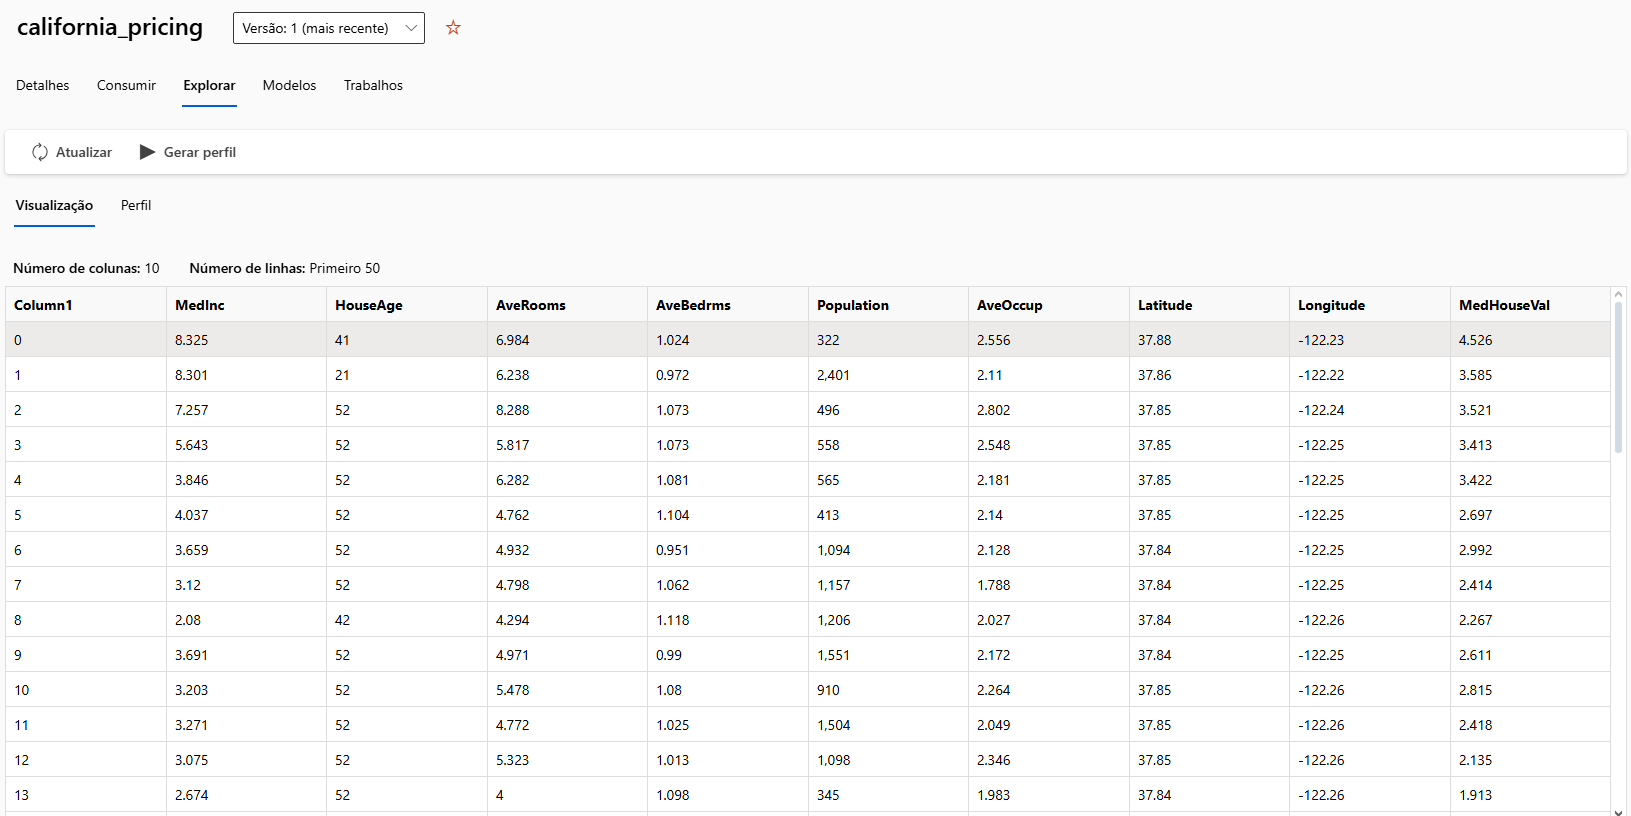 california_pricing Versão: 1 (mais recente)
Detalhes Consumir Explorar Modelos Trabalhos
Atualizar Gerar perfil
Visualização Perfil
Número de colunas: 10 Número de linhas: Primeiro 50
Column1 MedInc HouseAge AveRooms AveBedrms Population AveOccup Latitude Longitude MedHouseVal
0 8.325 41 6.984 1.024 322 2.556 37.88 -122.23 4.526
1 8.301 21 6.238 0.972 2,401 2.11 37.86 -122.22 3.585
2 7.257 52 8.288 1.073 496 2.802 37.85 -122.24 3.521
3 5.643 52 5.817 1.073 558 2.548 37.85 -122.25 3.413
4 3.846 52 6.282 1.081 565 2.181 37.85 -122.25 3.422
5 4.037 52 4.762 1.104 413 2.14 37.85 -122.25 2.697
6 3.659 52 4.932 0.951 1,094 2.128 37.84 -122.25 2.992
7 3.12 52 4.798 1.062 1,157 1.788 37.84 -122.25 2.414
8 2.08 42 4.294 1.118 1,206 2.027 37.84 -122.26 2.267
9 3.691 52 4.971 0.99 1,551 2.172 37.84 -122.25 2.611
10 3.203 52 5.478 1.08 910 2.264 37.85 -122.26 2.815
11 3.271 52 4.772 1.025 1,504 2.049 37.85 -122.26 2.418
12 3.075 52 5.323 1.013 1,098 2.346 37.85 -122.26 2.135
13 2.674 52 4 1.098 345 1.983 37.84 -122.26 1.913